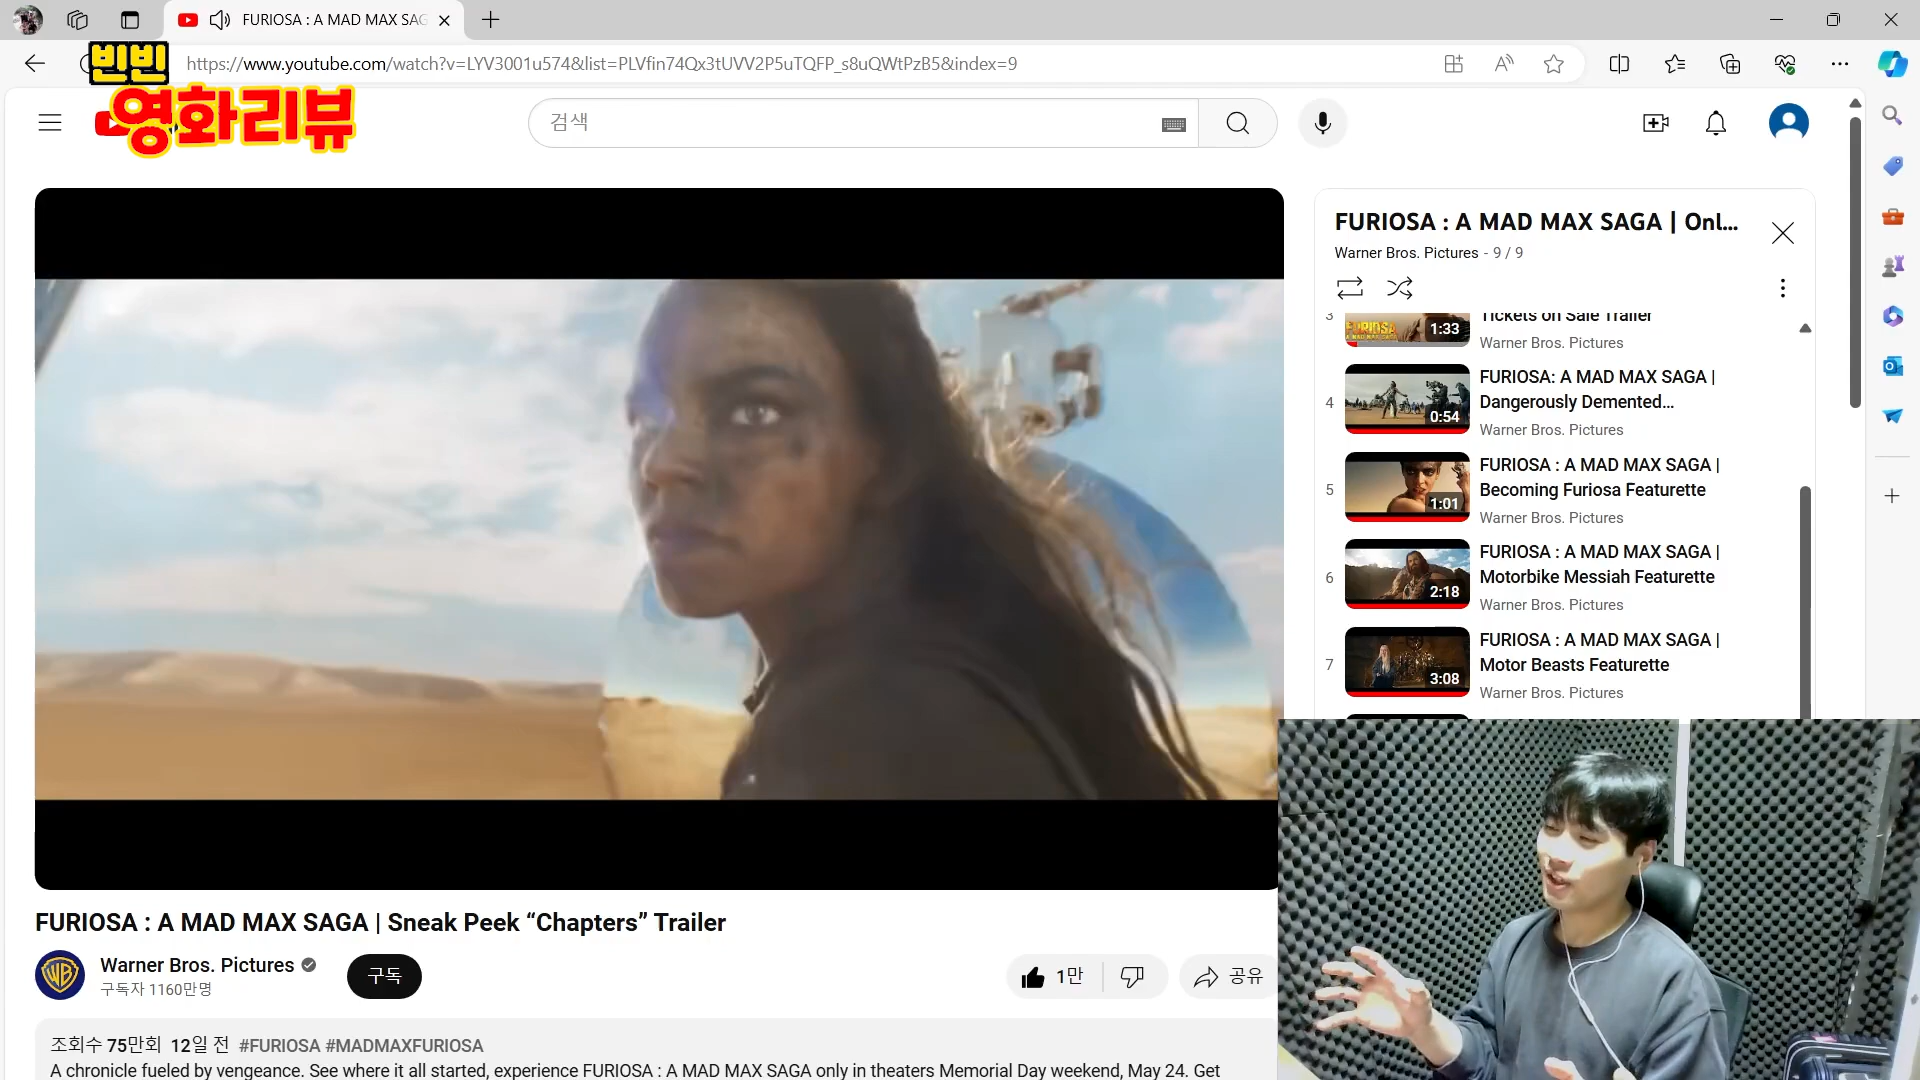 FURIOSA : A MAD MAX SAG
https://www.youtube.com/watch?v=LYV3001u574&list=PLVfin74Qx3tUVV2P5uTQFP_s8uQWtPzB5&index=9
빈빈
영화리뷰
검색
FURIOSA : A MAD MAX SAGA | Onl...
Warner Bros. Pictures - 9 / 9
3
1:33
Tickets on Sale Trailer
Warner Bros. Pictures
4
0:54
FURIOSA: A MAD MAX SAGA |
Dangerously Demented...
Warner Bros. Pictures
5
1:01
FURIOSA : A MAD MAX SAGA |
Becoming Furiosa Featurette
Warner Bros. Pictures
6
2:18
FURIOSA : A MAD MAX SAGA |
Motorbike Messiah Featurette
Warner Bros. Pictures
7
3:08
FURIOSA : A MAD MAX SAGA |
Motor Beasts Featurette
Warner Bros. Pictures
FURIOSA : A MAD MAX SAGA | Sneak Peek “Chapters” Trailer
Warner Bros. Pictures
구독자 1160만명
구독
1만
공유
조회수 75만회 12일 전 #FURIOSA #MADMAXFURIOSA
A chronicle fueled by vengeance. See where it all started, experience FURIOSA : A MAD MAX SAGA only in theaters Memorial Day weekend, May 24. Get